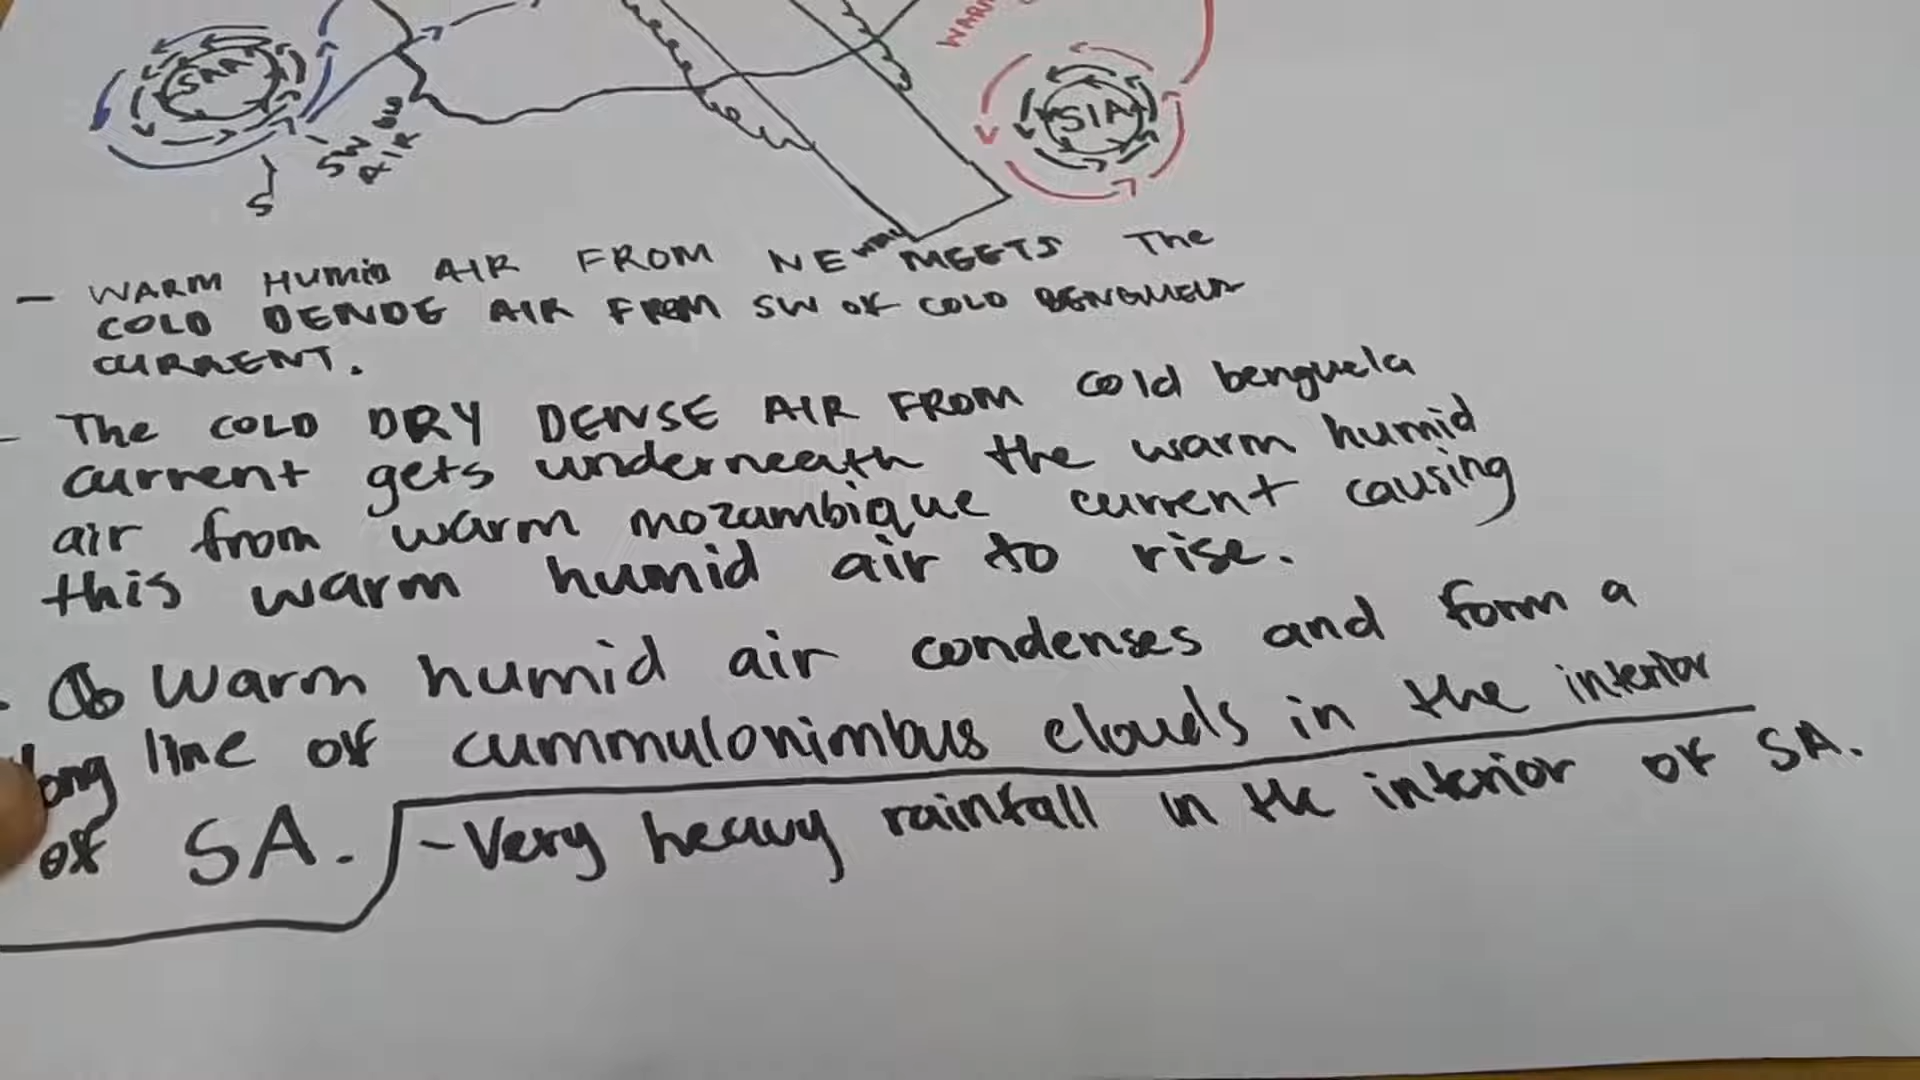 WARM
SAA
SIA
SW
AIR
S
- WARM HUMID AIR FROM NE MEETS The
COLD DENDE AIR FROM SW OF COLD BENGUELA
CURRENT.
- The COLD DRY DENSE AIR FROM cold benguela
current gets underneath the warm humid
air from warm mozambique current causing
this warm humid air to rise.
- warm humid air condenses and form a
long line of cummulonimbus clouds in the interior
of SA.
- Very heavy rainfall in the interior of SA.